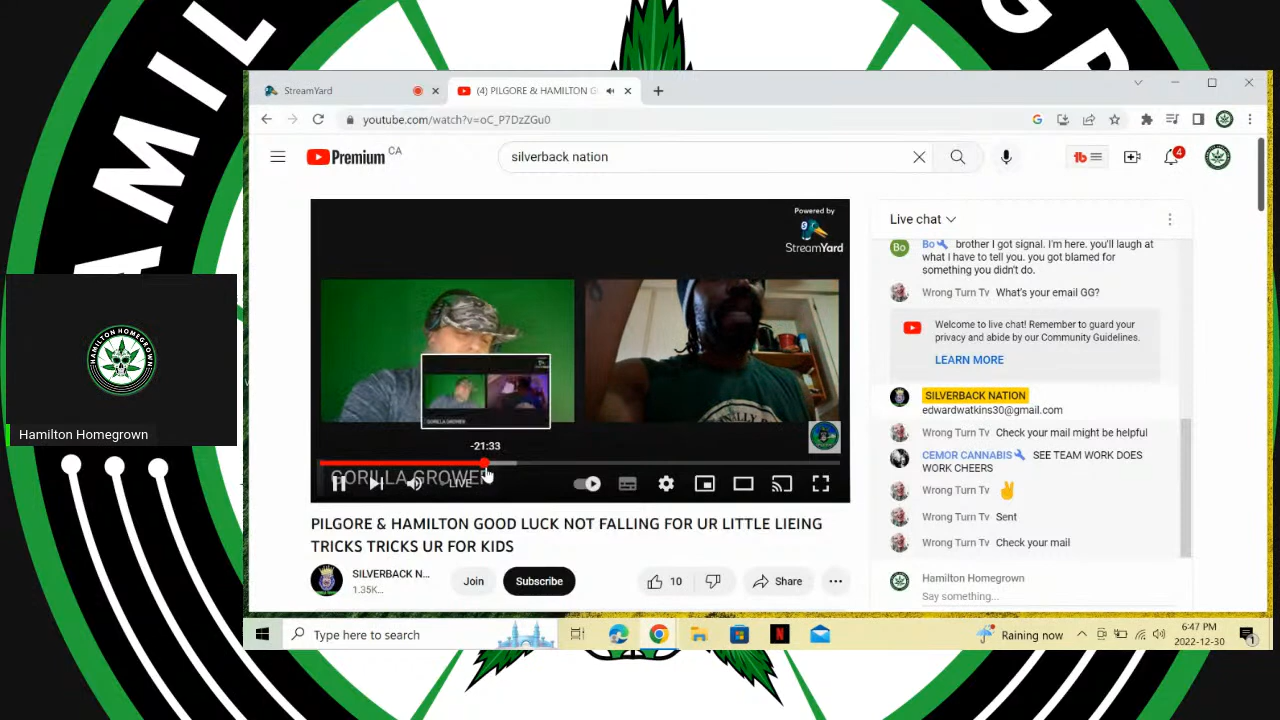 AMIL
GR
StreamYard
(4) PILGORE & HAMILTON G
youtube.com/watch?v=oC_P7DzZGu0
Premium CA
silverback nation
4
Powered by
StreamYard
GORILLA GROWER
-21:33
LIVE
Live chat
Bo
Bo brother I got signal. I'm here. you'll laugh at
what I have to tell you. you got blamed for
something you didn't do.
Wrong Turn Tv What's your email GG?
Welcome to live chat! Remember to guard your
privacy and abide by our Community Guidelines.
LEARN MORE
SILVERBACK NATION
edwardwatkins30@gmail.com
Wrong Turn Tv Check your mail might be helpful
CEMOR CANNABIS SEE TEAM WORK DOES
WORK CHEERS
Wrong Turn Tv ✌
Wrong Turn Tv Sent
Wrong Turn Tv Check your mail
Hamilton Homegrown
Say something...
PILGORE & HAMILTON GOOD LUCK NOT FALLING FOR UR LITTLE LIEING
TRICKS TRICKS UR FOR KIDS
SILVERBACK N...
1.35K...
Join
Subscribe
10
Share
HAMILTON HOMEGROWN
Hamilton Homegrown
Type here to search
Raining now
6:47 PM
2022-12-30
1